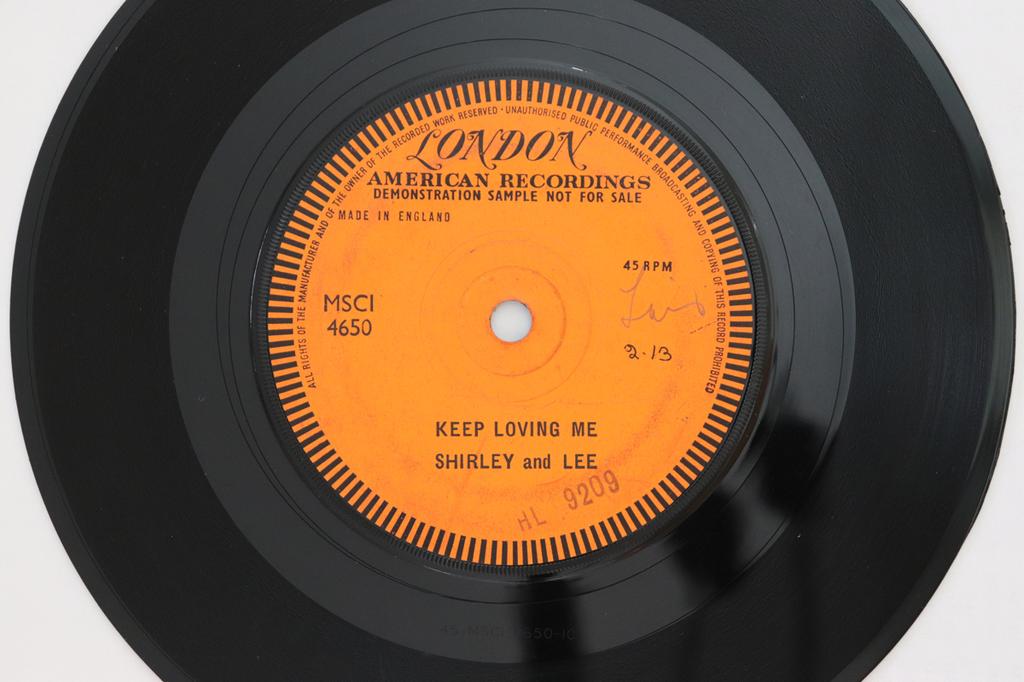 ALL RIGHTS OF THE MANUFACTURER AND OF THE OWNER OF THE RECORDED WORK RESERVED · UNAUTHORISED PUBLIC PERFORMANCE BROADCASTING AND COPYING OF THIS RECORD PROHIBITED
LONDON
AMERICAN RECORDINGS
DEMONSTRATION SAMPLE NOT FOR SALE
MADE IN ENGLAND
45 RPM
MSCI
4650
2·13
KEEP LOVING ME
SHIRLEY and LEE
HL 9209